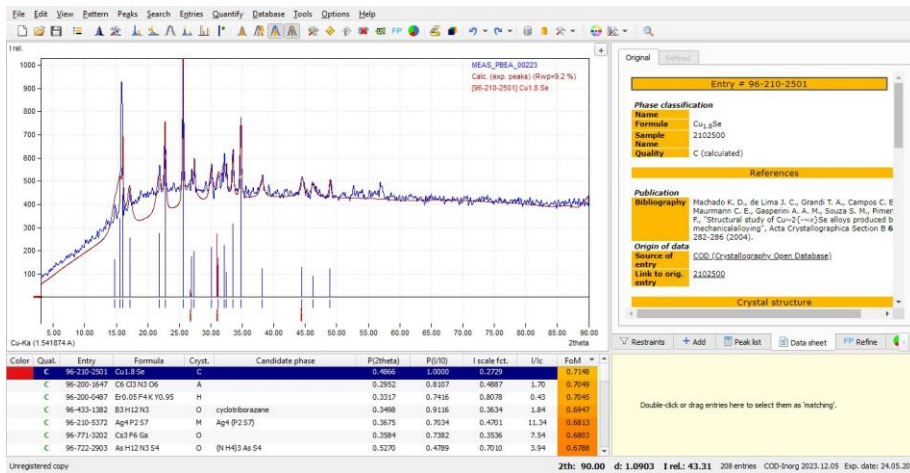 File Edit View Pattern Peaks Search Entries Quantify Database Tools Options Help
FP
I rel.
MEAS_PBEA_00223
Calc. (exp. peaks) (Rwp=9.2 %)
[96-210-2501] Cu1.8 Se
1000
900
800
700
600
500
400
300
200
100
5.00 10.00 15.00 20.00 25.00 30.00 35.00 40.00 45.00 50.00 55.00 60.00 65.00 70.00 75.00 80.00 85.00 90.00
Cu-Ka (1.541874 A) 2theta
Original Refined
Entry # 96-210-2501
Phase classification
Name
Formula Cu1.8Se
Sample Name 2102500
Quality C (calculated)
References
Publication
Bibliography Machado K. D., de Lima J. C., Grandi T. A., Campos C. E
Maurmann C. E., Gasperini A. A. M., Souza S. M., Pimer
F., "Structural study of Cu~2{-~x}Se alloys produced b
mechanicalalloying", Acta Crystallographica Section B 6
282-286 (2004).
Origin of data
Source of entry COD (Crystallography Open Database)
Link to orig. entry 2102500
Crystal structure
Restraints + Add Peak list Data sheet FP Refine
Color Qual. Entry Formula Cryst. Candidate phase P(2theta) P(I/I0) I scale fct. I/Ic FoM
C 96-210-2501 Cu1.8 Se C 0.4866 1.0000 0.2729 0.7148
C 96-200-1647 C6 Cl3 N3 O6 A 0.2952 0.8107 0.4887 1.70 0.7049
C 96-200-0487 Er0.05 F4 K Y0.95 H 0.3317 0.7416 0.8078 0.43 0.7045
C 96-433-1382 B3 H12 N3 O cyclotriborazane 0.3498 0.9116 0.3634 1.84 0.6947
C 96-210-5372 Ag4 P2 S7 M Ag4 (P2 S7) 0.3675 0.7034 0.4701 11.34 0.6813
C 96-771-3202 Cs3 F6 Ga O 0.3584 0.7382 0.3536 7.54 0.6803
C 96-722-2903 As H12 N3 S4 O (N H4)3 As S4 0.5270 0.4789 0.7010 3.94 0.6788
Double-click or drag entries here to select them as 'matching'.
Unregistered copy 2th: 90.00 d: 1.0903 I rel.: 43.31 208 entries COD-Inorg 2023.12.05 Exp. date: 24.05.20